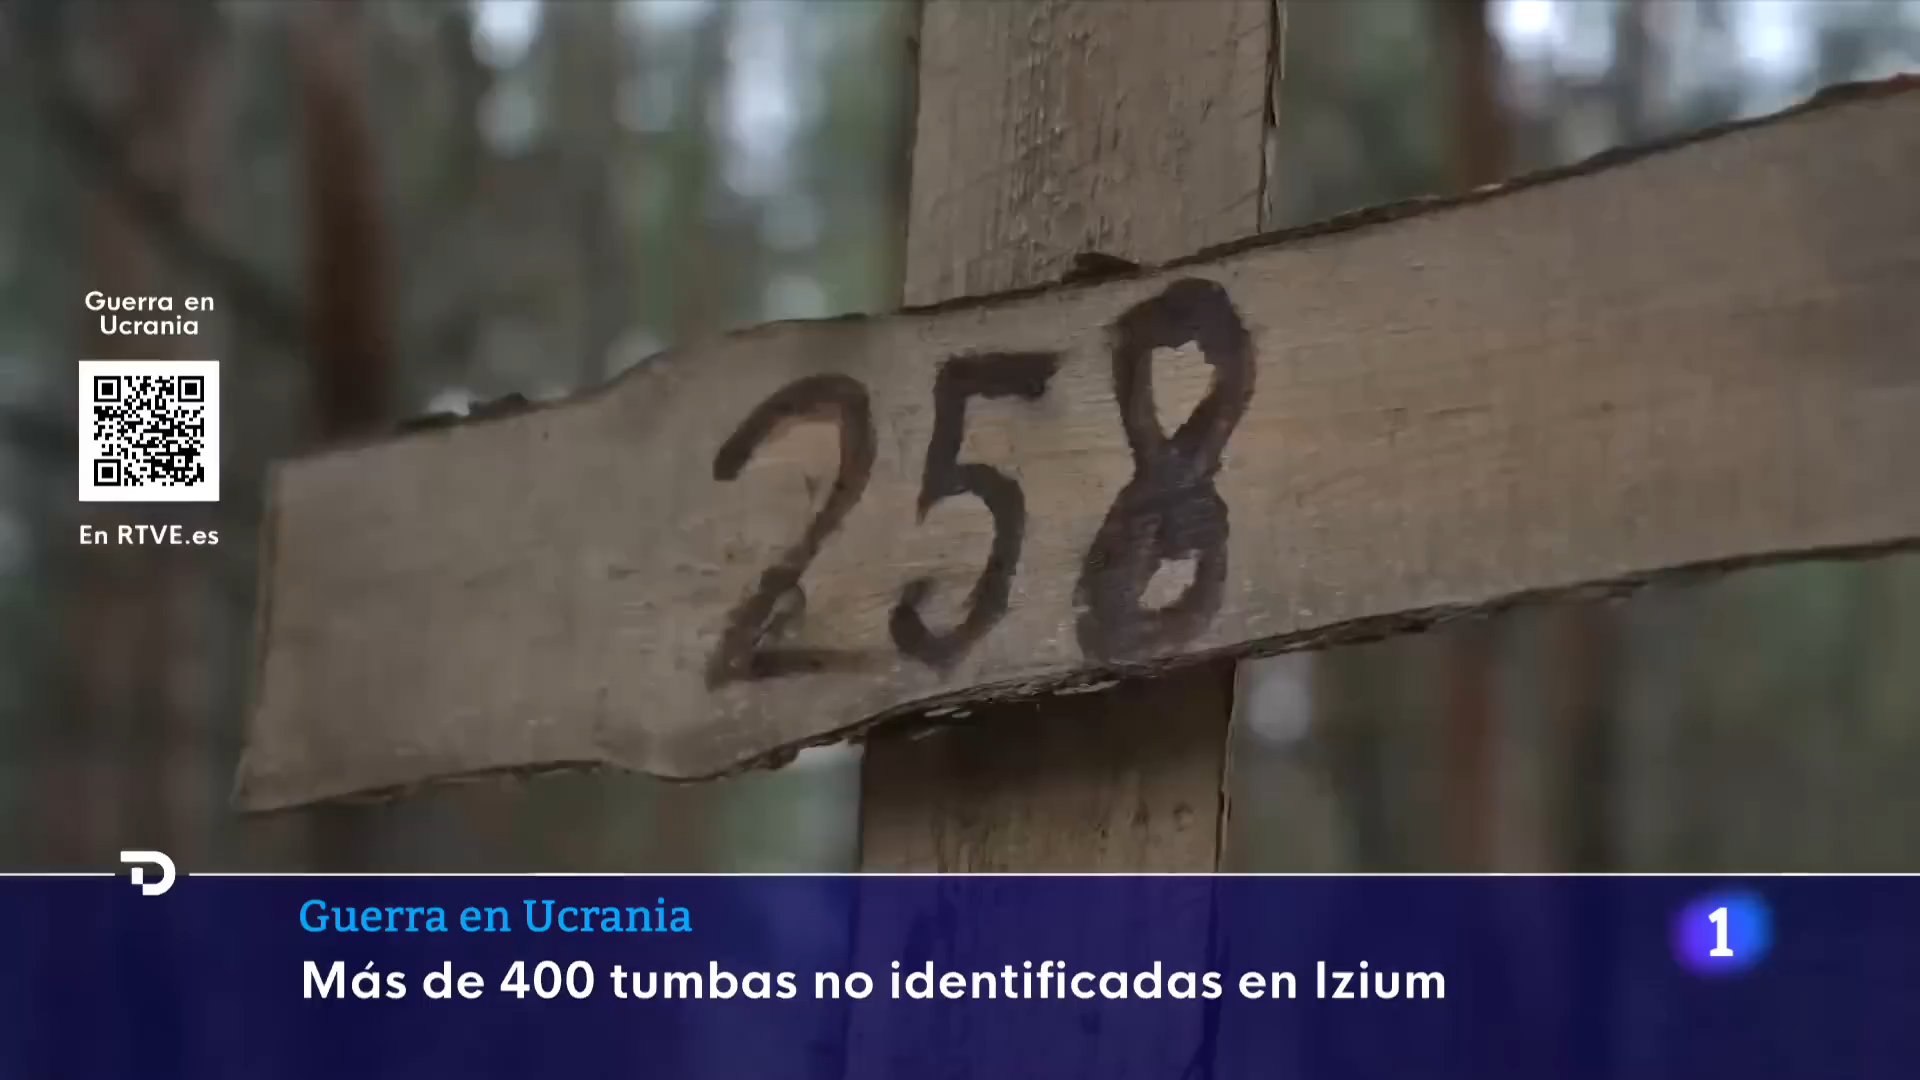 Guerra en
Ucrania
En RTVE.es
258
Guerra en Ucrania
Más de 400 tumbas no identificadas en Izium
1